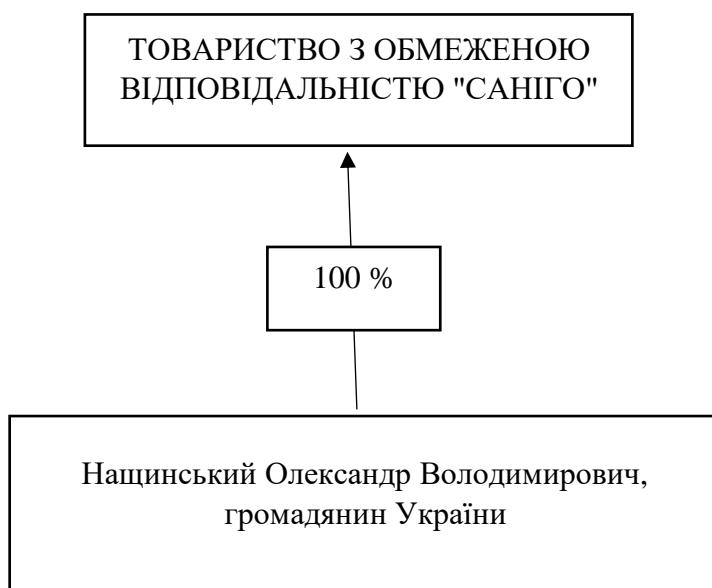 ТОВАРИСТВО З ОБМЕЖЕНОЮ
ВІДПОВІДАЛЬНІСТЮ "САНІГО"
100 %
Нащинський Олександр Володимирович,
громадянин України